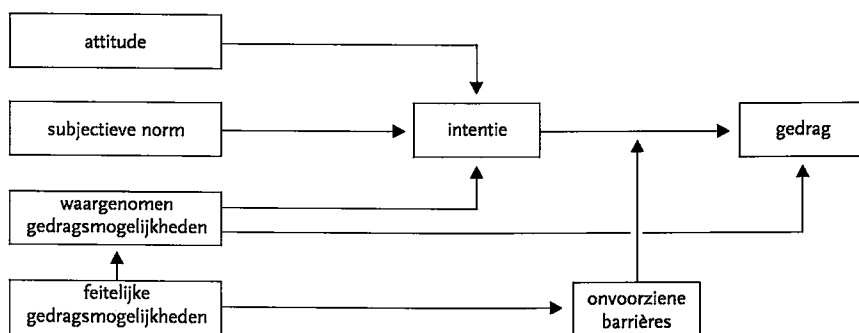 attitude
subjectieve norm
intentie
gedrag
waargenomen
gedragsmogelijkheden
feitelijke
gedragsmogelijkheden
onvoorziene
barrières